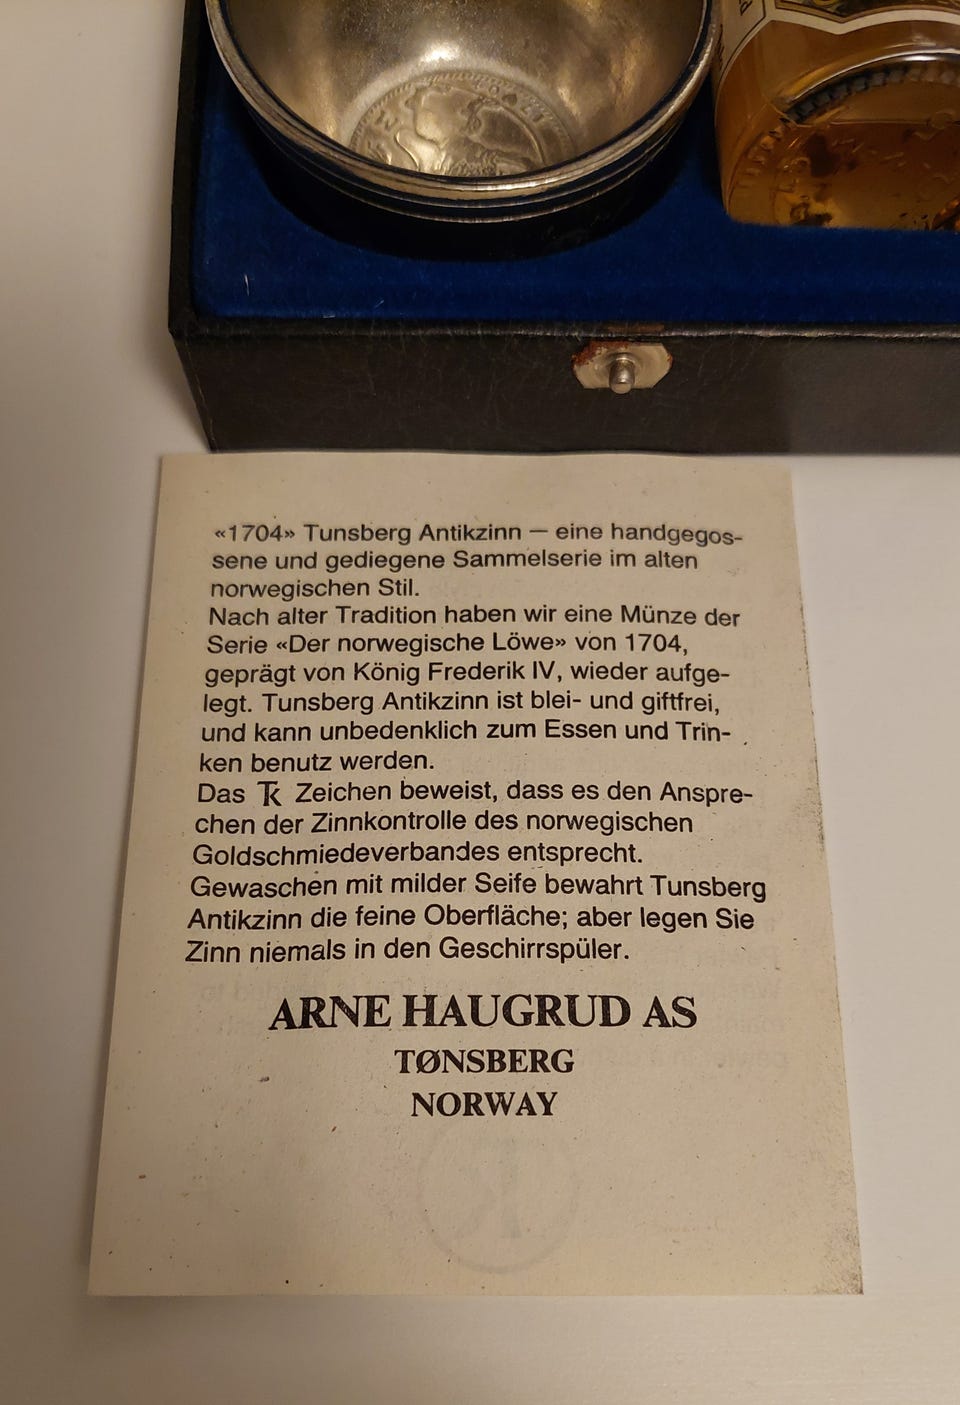 «1704» Tunsberg Antikzinn — eine handgegos-
sene und gediegene Sammelserie im alten
norwegischen Stil.
Nach alter Tradition haben wir eine Münze der
Serie «Der norwegische Löwe» von 1704,
geprägt von König Frederik IV, wieder aufge-
legt. Tunsberg Antikzinn ist blei- und giftfrei,
und kann unbedenklich zum Essen und Trin-
ken benutz werden.
Das TK Zeichen beweist, dass es den Anspre-
chen der Zinnkontrolle des norwegischen
Goldschmiedeverbandes entsprecht.
Gewaschen mit milder Seife bewahrt Tunsberg
Antikzinn die feine Oberfläche; aber legen Sie
Zinn niemals in den Geschirrspüler.
ARNE HAUGRUD AS
TØNSBERG
NORWAY